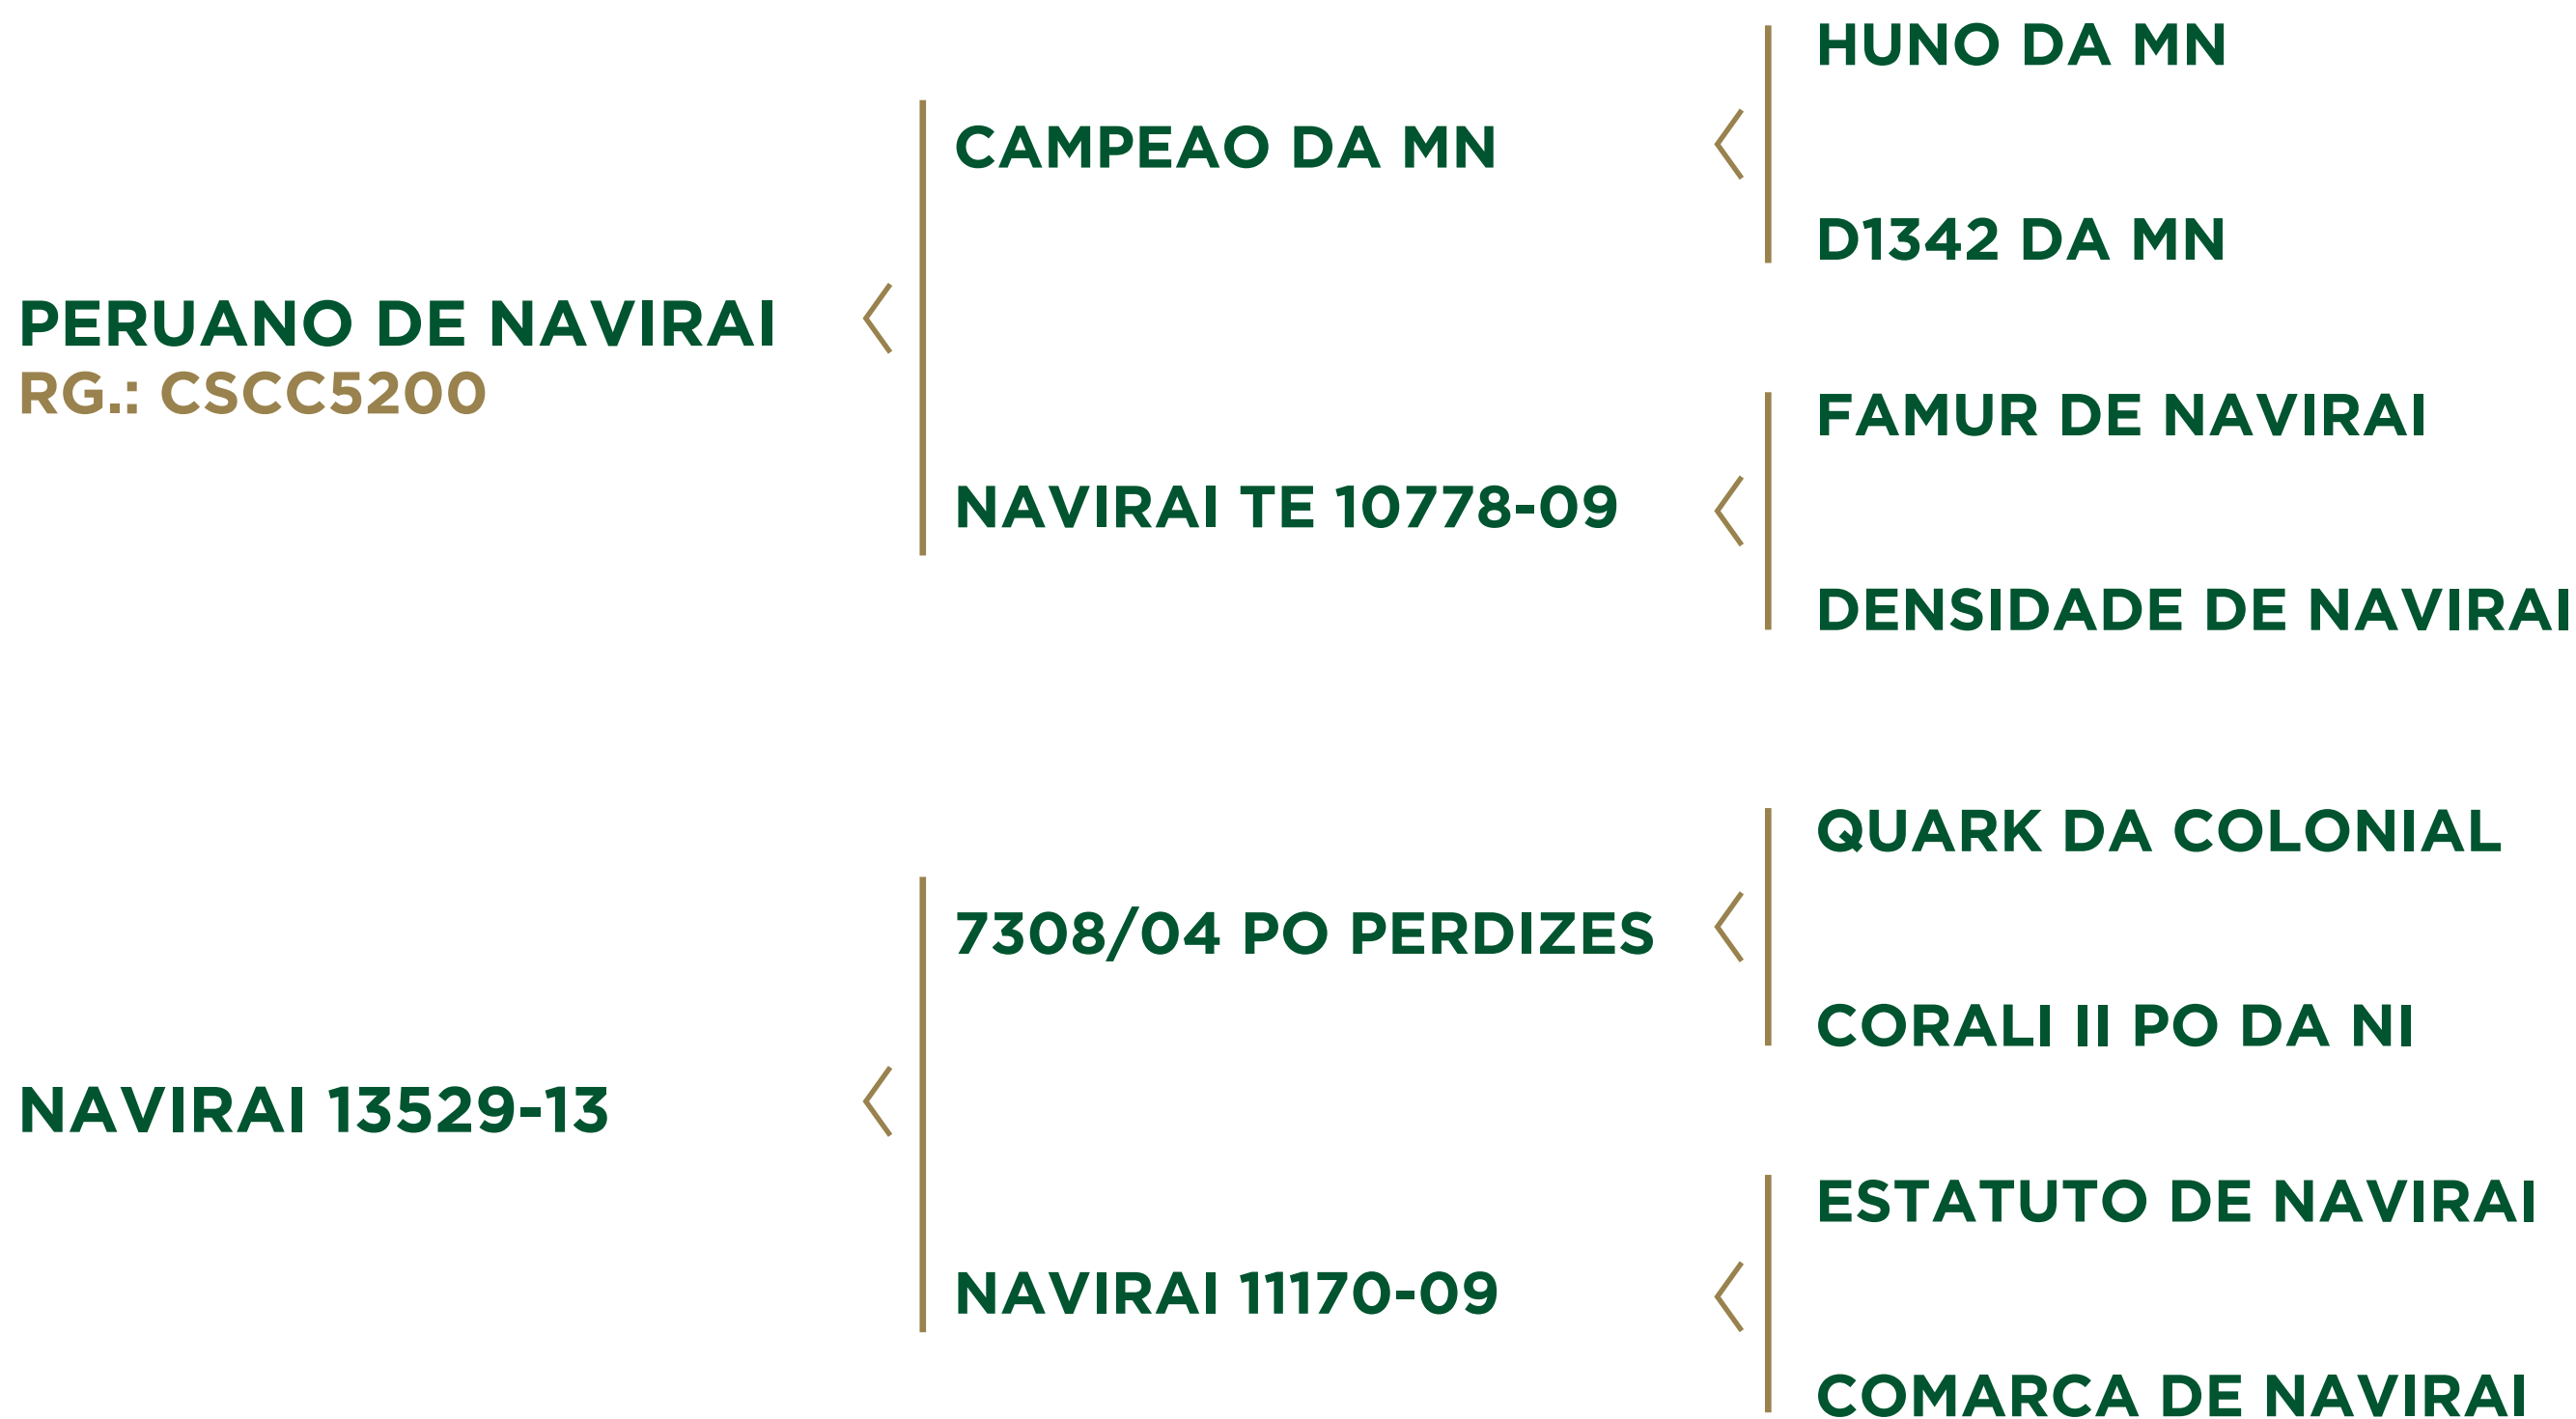 HUNO DA MN
CAMPEAO DA MN
D1342 DA MN
PERUANO DE NAVIRAI
RG.: CSCC5200
FAMUR DE NAVIRAI
NAVIRAI TE 10778-09
DENSIDADE DE NAVIRAI
QUARK DA COLONIAL
7308/04 PO PERDIZES
CORALI II PO DA NI
NAVIRAI 13529-13
ESTATUTO DE NAVIRAI
NAVIRAI 11170-09
COMARCA DE NAVIRAI